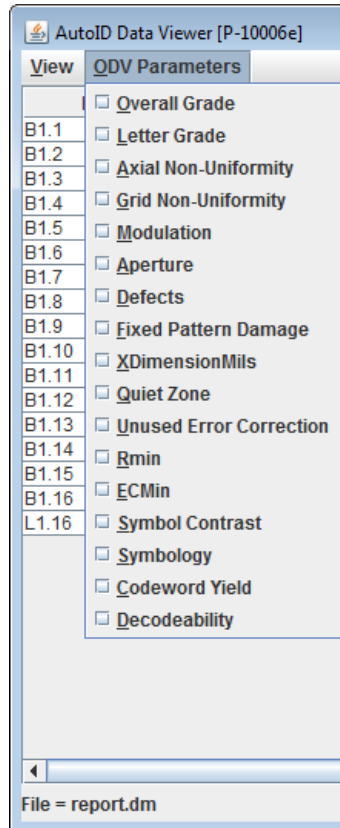 AutoID Data Viewer [P-10006e]
View ODV Parameters
Overall Grade
Letter Grade
Axial Non-Uniformity
Grid Non-Uniformity
Modulation
Aperture
Defects
Fixed Pattern Damage
XDimensionMils
Quiet Zone
Unused Error Correction
Rmin
ECMin
Symbol Contrast
Symbology
Codeword Yield
Decodeability
B1.1
B1.2
B1.3
B1.4
B1.5
B1.6
B1.7
B1.8
B1.9
B1.10
B1.11
B1.12
B1.13
B1.14
B1.15
B1.16
L1.16
File = report.dm